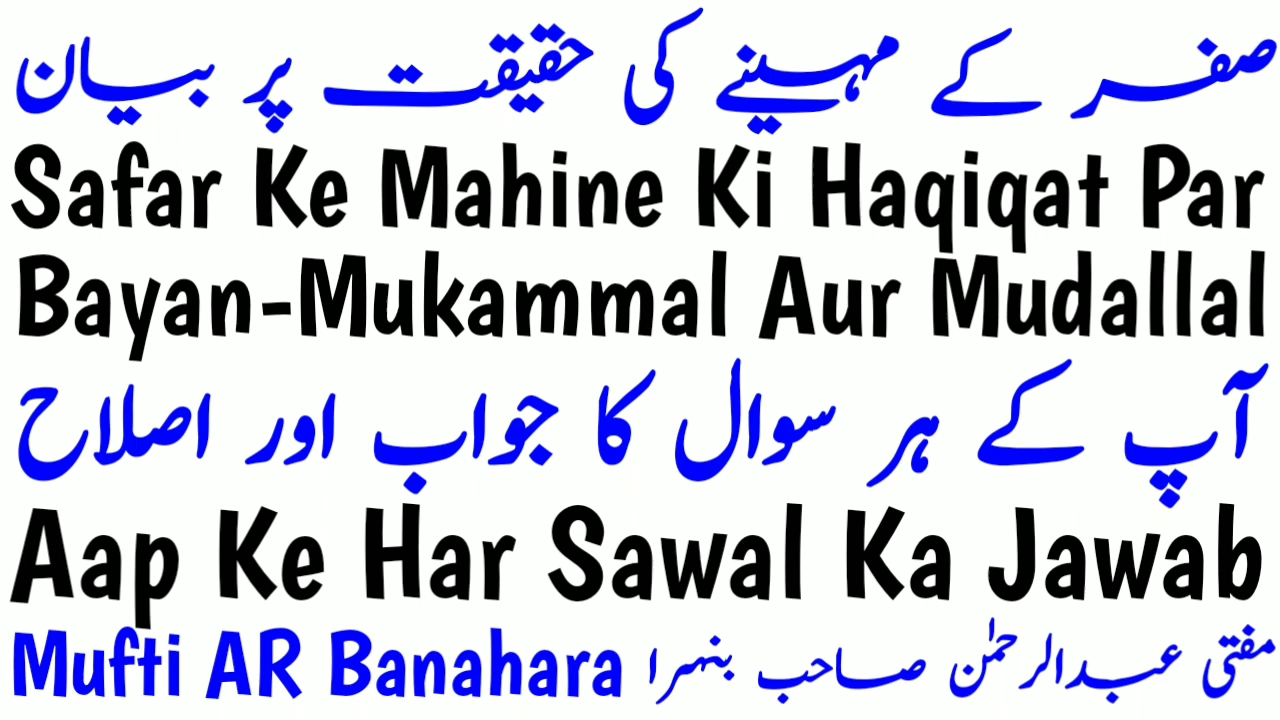 صفر کے مہینے کی حقیقت پر بیان
Safar Ke Mahine Ki Haqiqat Par
Bayan-Mukammal Aur Mudallal
آپ کے ہر سوال کا جواب اور اصلاح
Aap Ke Har Sawal Ka Jawab
Mufti AR Banahara مفتی عبدالرحمٰن صاحب بنہرا